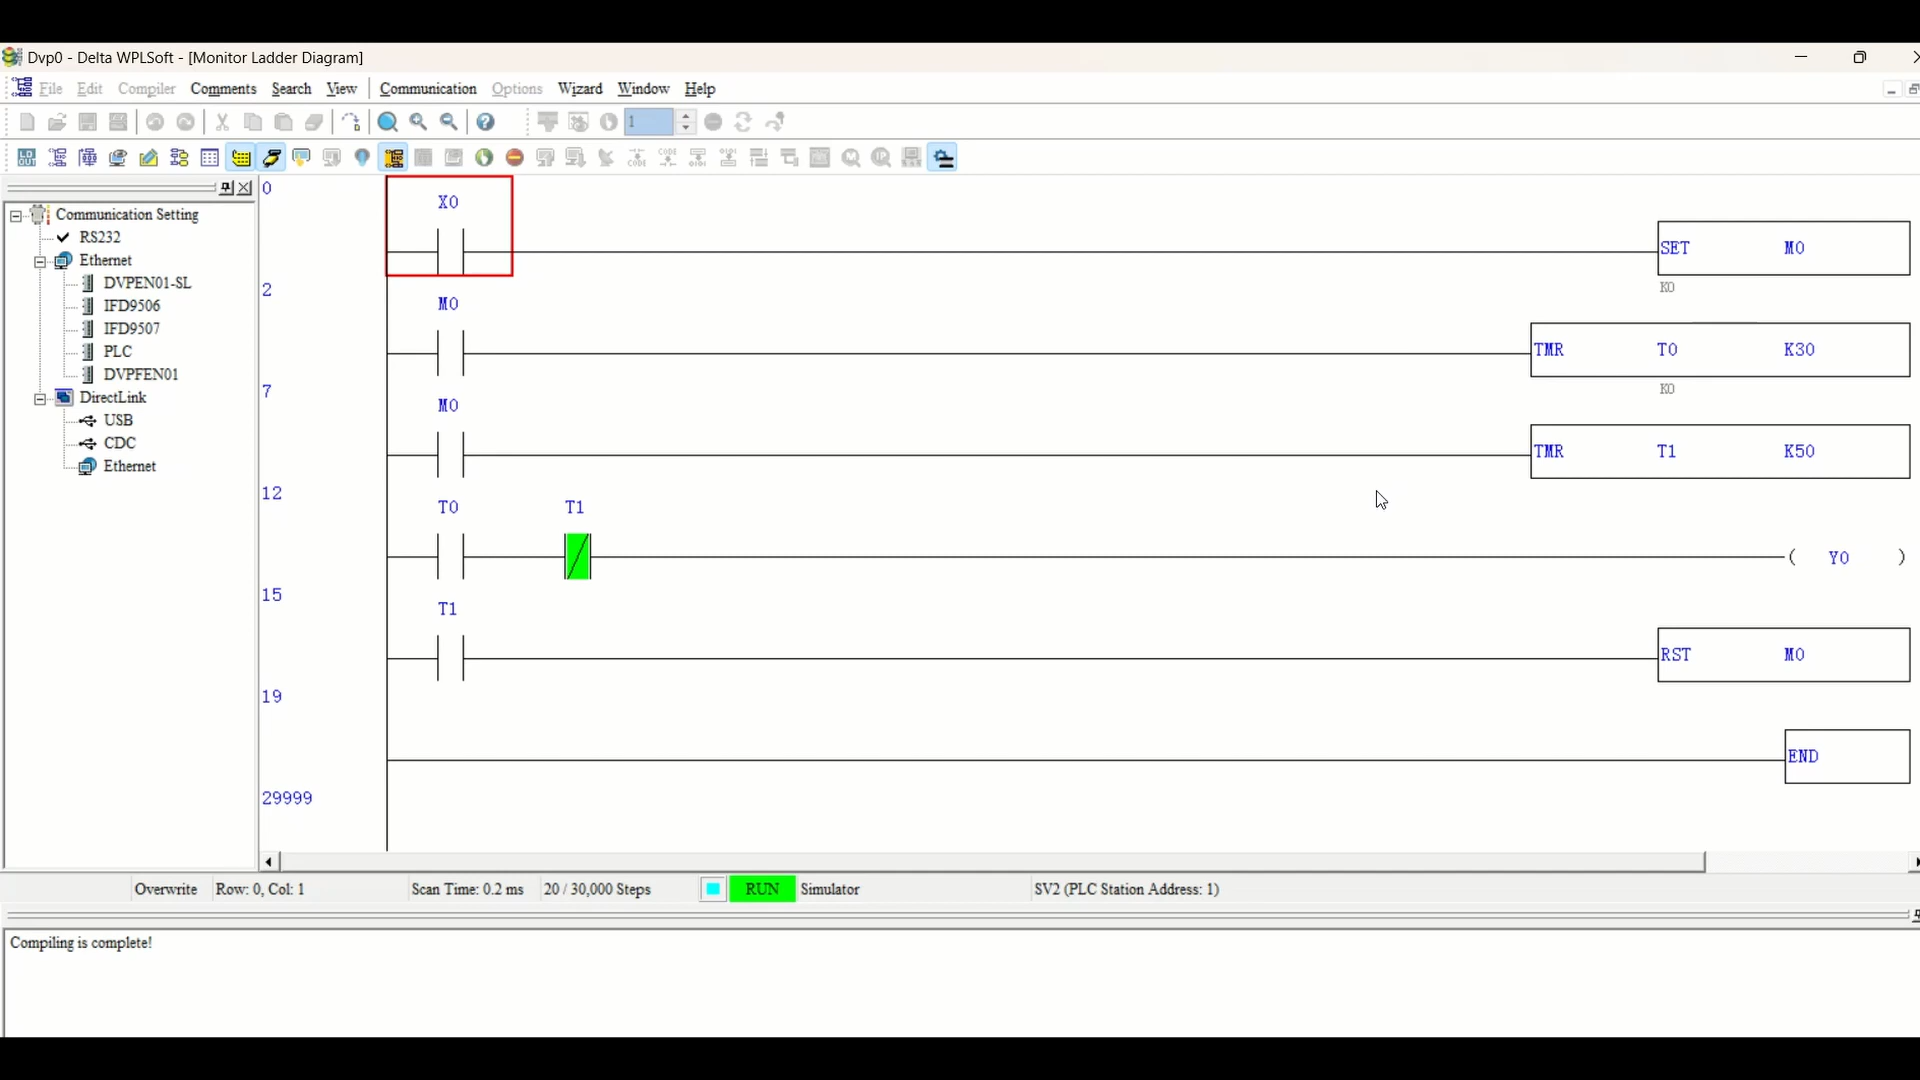 Dvp0 - Delta WPLSoft - [Monitor Ladder Diagram]
File Edit Compiler Comments Search View Communication Options Wizard Window Help
1
Communication Setting
RS232
Ethernet
DVPEN01-SL
IFD9506
IFD9507
PLC
DVPFEN01
DirectLink
USB
CDC
Ethernet
0
X0
SET M0
K0
2
M0
TMR T0 K30
K0
7
M0
TMR T1 K50
12
T0 T1
( Y0 )
15
T1
RST M0
19
END
29999
Overwrite Row: 0, Col: 1 Scan Time: 0.2 ms 20 / 30,000 Steps RUN Simulator SV2 (PLC Station Address: 1)
Compiling is complete!